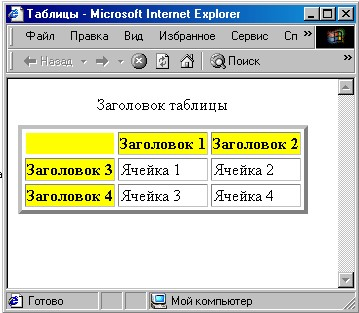 Таблицы - Microsoft Internet Explorer
Файл Правка Вид Избранное Сервис Сп »
Назад » Поиск »
Заголовок таблицы
Заголовок 1 Заголовок 2
Заголовок 3 Ячейка 1 Ячейка 2
Заголовок 4 Ячейка 3 Ячейка 4
Готово Мой компьютер